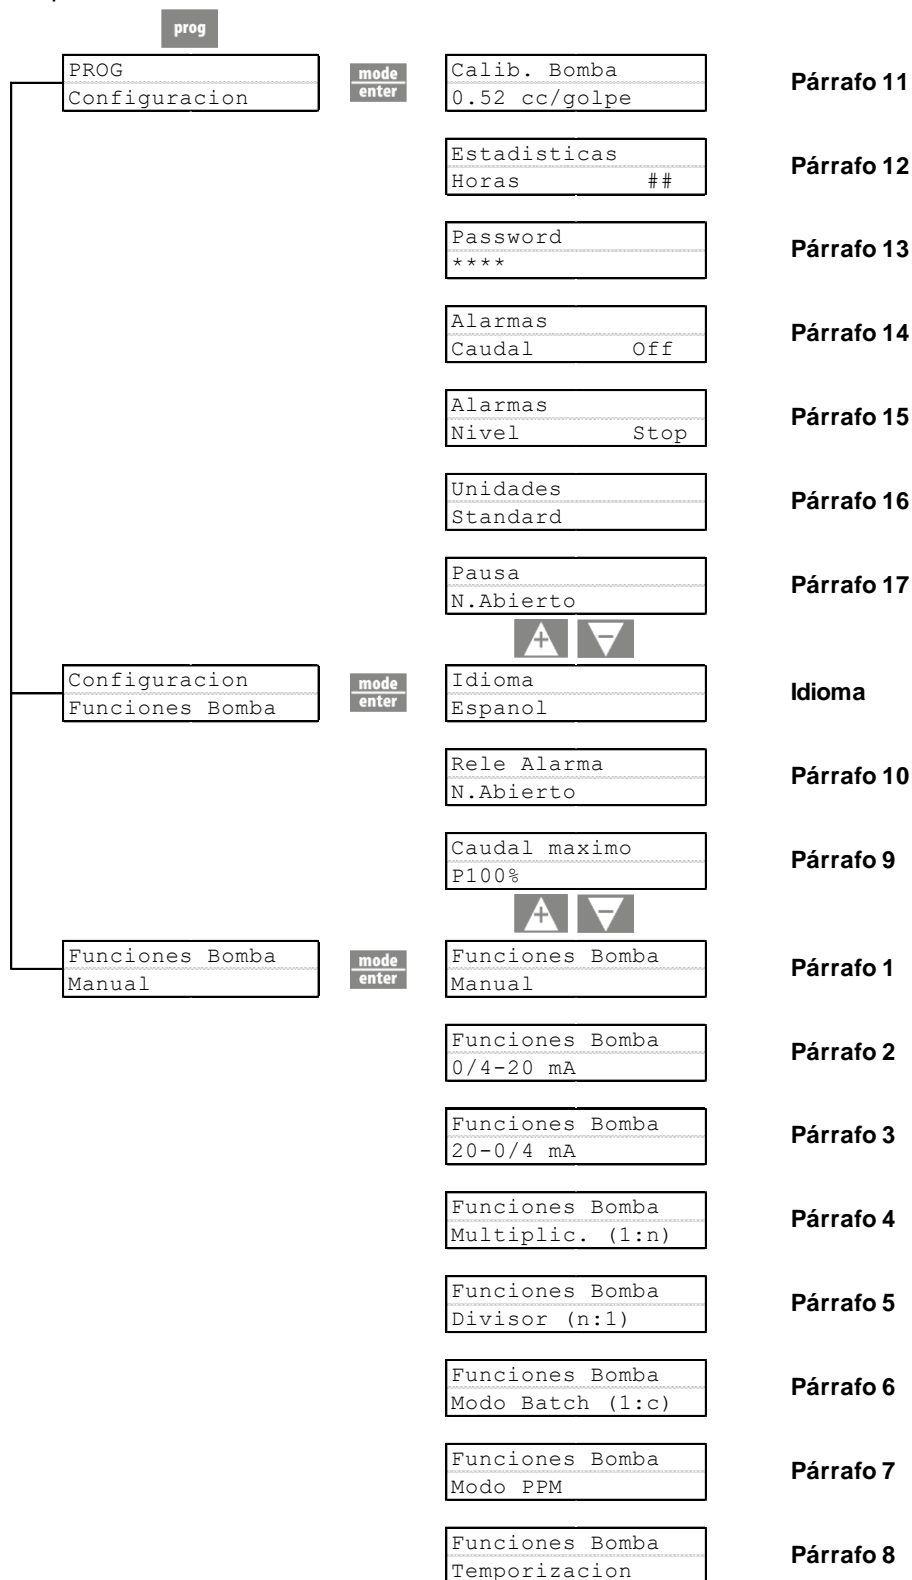 prog
PROG
Configuracion
mode
enter
Calib. Bomba
0.52 cc/golpe
Párrafo 11
Estadisticas
Horas ##
Párrafo 12
Password
****
Párrafo 13
Alarmas
Caudal Off
Párrafo 14
Alarmas
Nivel Stop
Párrafo 15
Unidades
Standard
Párrafo 16
Pausa
N.Abierto
Párrafo 17
+ −
Configuracion
Funciones Bomba
mode
enter
Idioma
Espanol
Idioma
Rele Alarma
N.Abierto
Párrafo 10
Caudal maximo
P100%
Párrafo 9
+ −
Funciones Bomba
Manual
mode
enter
Funciones Bomba
Manual
Párrafo 1
Funciones Bomba
0/4-20 mA
Párrafo 2
Funciones Bomba
20-0/4 mA
Párrafo 3
Funciones Bomba
Multiplic. (1:n)
Párrafo 4
Funciones Bomba
Divisor (n:1)
Párrafo 5
Funciones Bomba
Modo Batch (1:c)
Párrafo 6
Funciones Bomba
Modo PPM
Párrafo 7
Funciones Bomba
Temporizacion
Párrafo 8